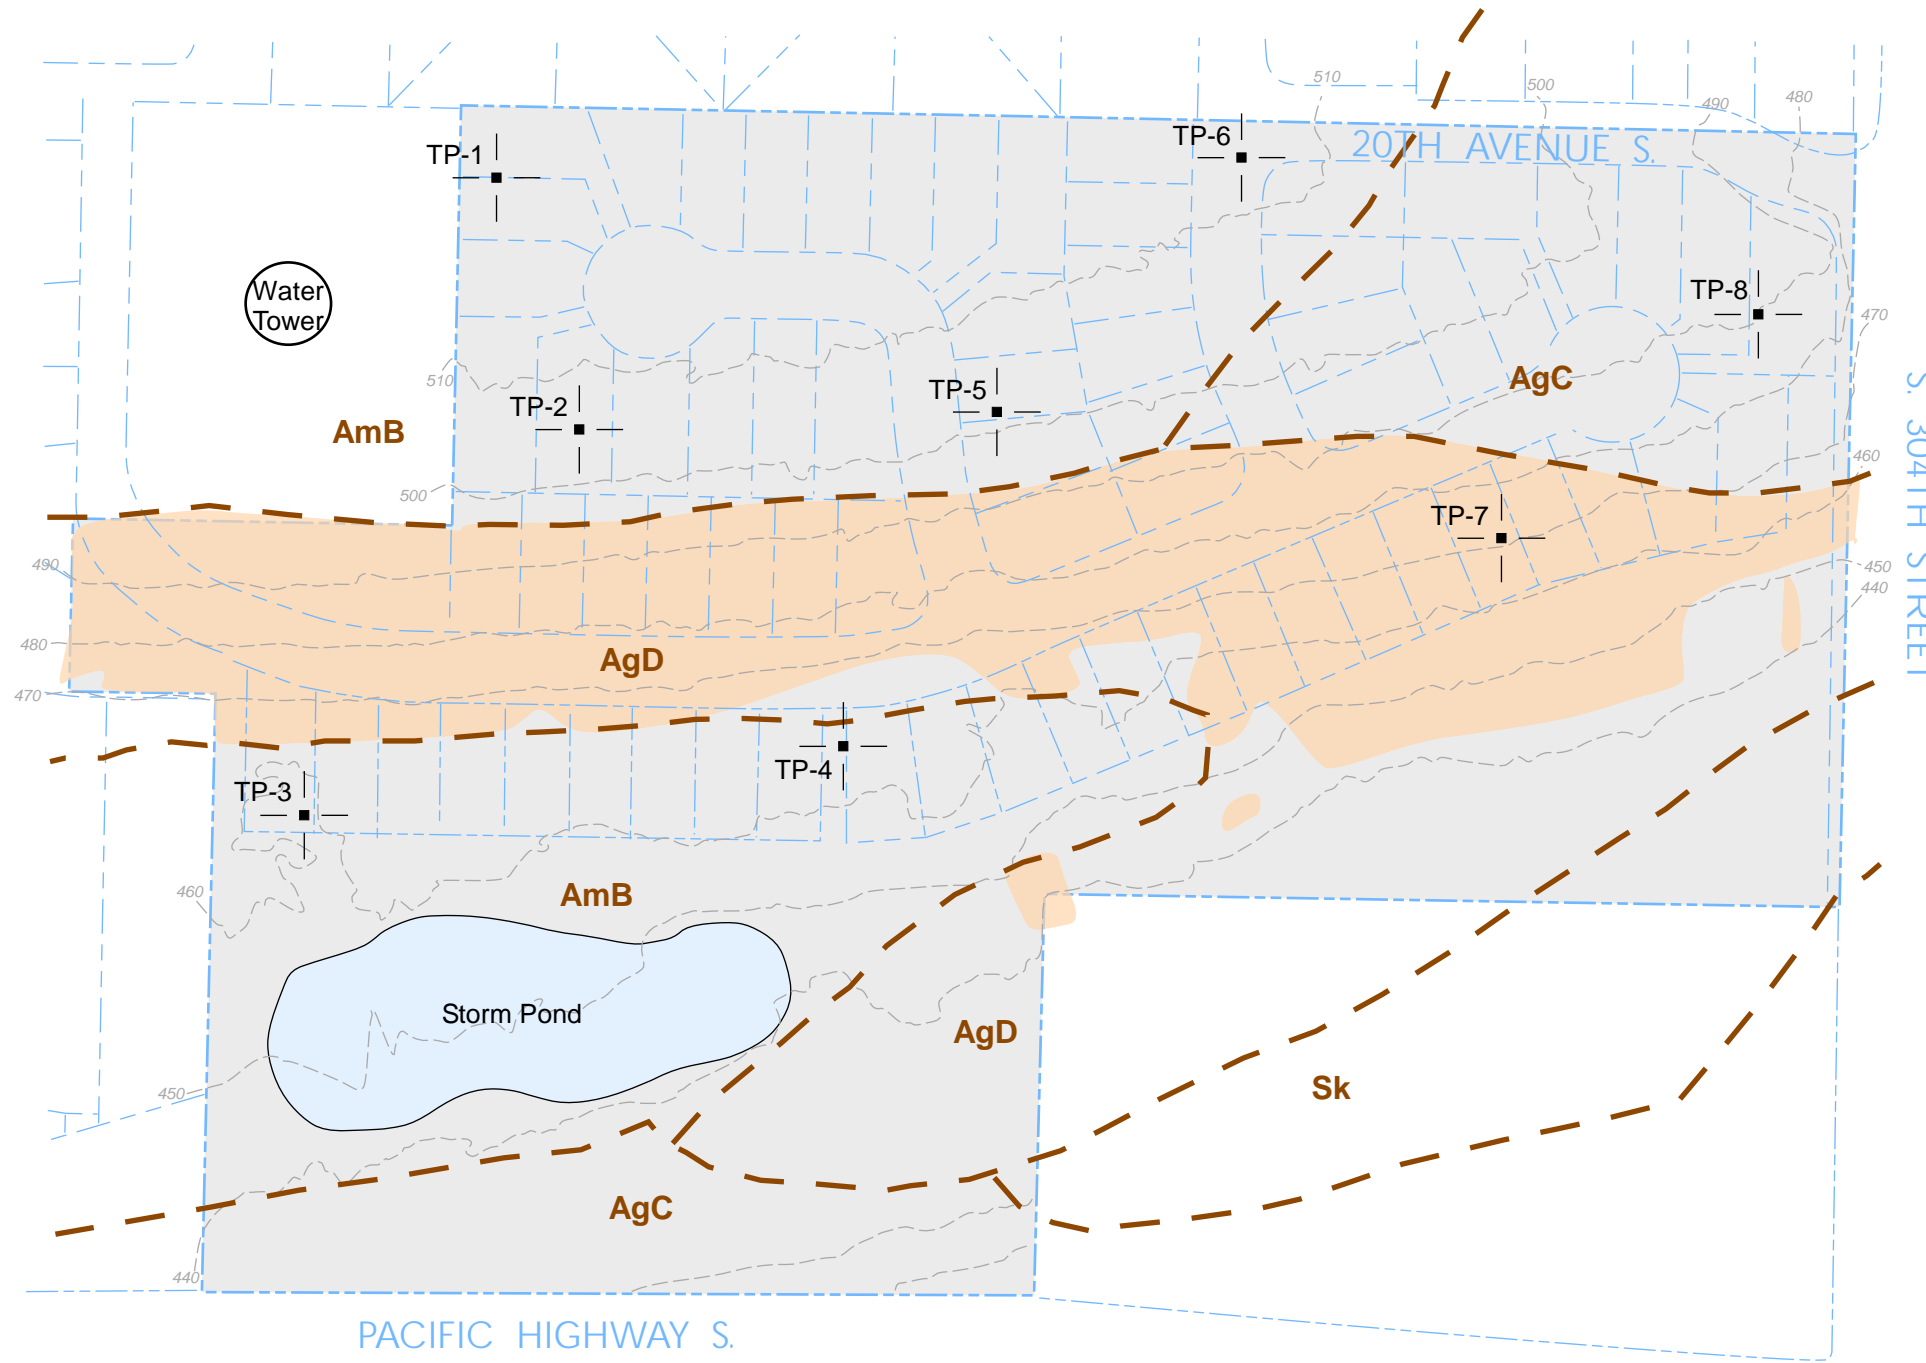 510
500
490
480
TP-6
20TH AVENUE S.
TP-1
Water
Tower
TP-8
470
510
TP-2
TP-5
AgC
AmB
S. 304TH STREET
460
500
TP-7
490
450
440
480
AgD
470
TP-4
TP-3
460
AmB
Storm Pond
AgD
450
Sk
AgC
440
PACIFIC HIGHWAY S.